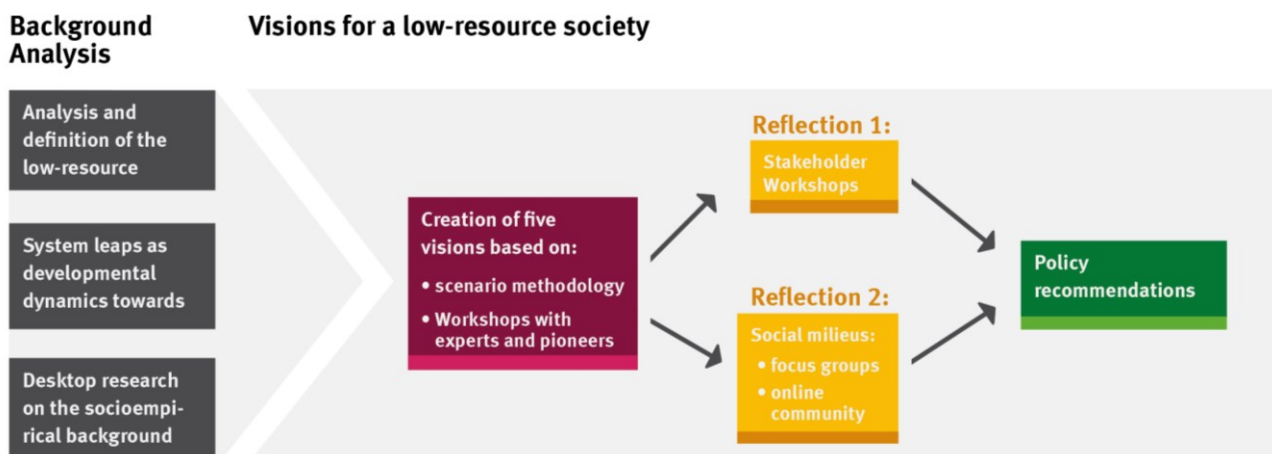 Background
Analysis
Visions for a low-resource society
Analysis and
definition of the
low-resource
System leaps as
developmental
dynamics towards
Desktop research
on the socioempi-
rical background
Creation of five
visions based on:
• scenario methodology
• Workshops with
experts and pioneers
Reflection 1:
Stakeholder
Workshops
Reflection 2:
Social milieus:
• focus groups
• online
community
Policy
recommendations